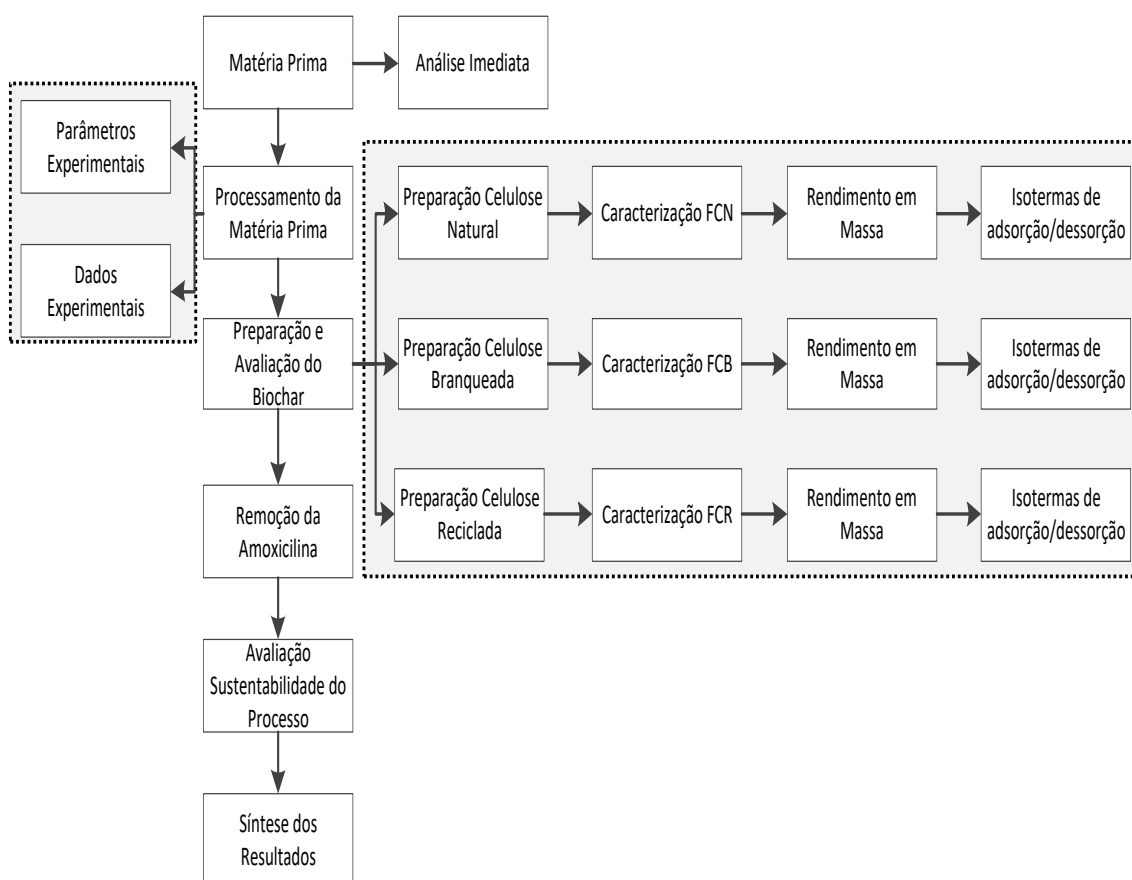 Matéria Prima
Análise Imediata
Parâmetros
Experimentais
Dados
Experimentais
Processamento da
Matéria Prima
Preparação Celulose
Natural
Caracterização FCN
Rendimento em
Massa
Isotermas de
adsorção/dessorção
Preparação e
Avaliação do
Biochar
Preparação Celulose
Branqueada
Caracterização FCB
Rendimento em
Massa
Isotermas de
adsorção/dessorção
Preparação Celulose
Reciclada
Caracterização FCR
Rendimento em
Massa
Isotermas de
adsorção/dessorção
Remoção da
Amoxicilina
Avaliação
Sustentabilidade do
Processo
Síntese dos
Resultados